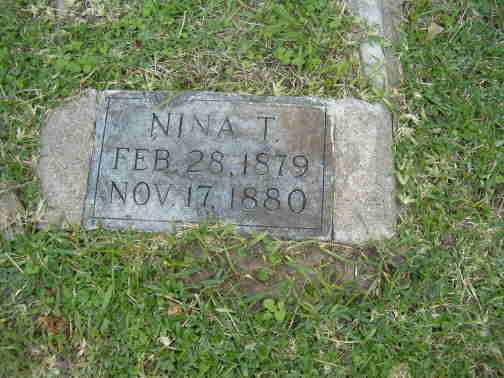 NINA T.
FEB. 28, 1879
NOV. 17, 1880